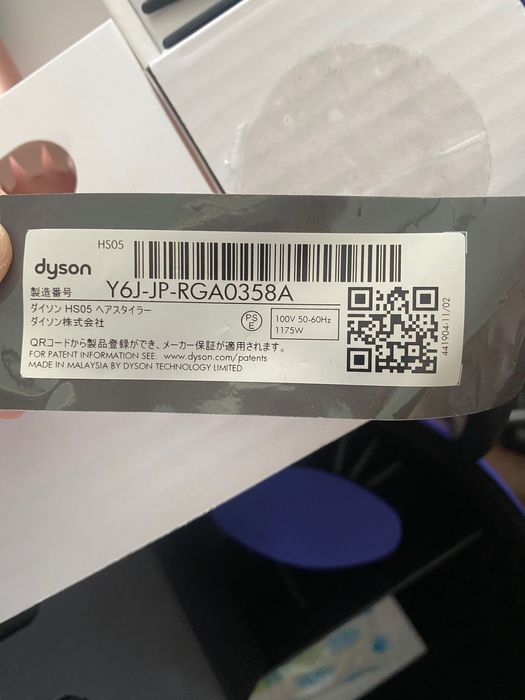 HS05
dyson
製造番号 Y6J-JP-RGA0358A
ダイソン HS05 ヘアスタイラー
ダイソン株式会社
PS
E
100V 50-60Hz
1175W
QRコードから製品登録ができ、メーカー保証が適用されます。
FOR PATENT INFORMATION SEE: www.dyson.com/patents
MADE IN MALAYSIA BY DYSON TECHNOLOGY LIMITED
441904-11/02